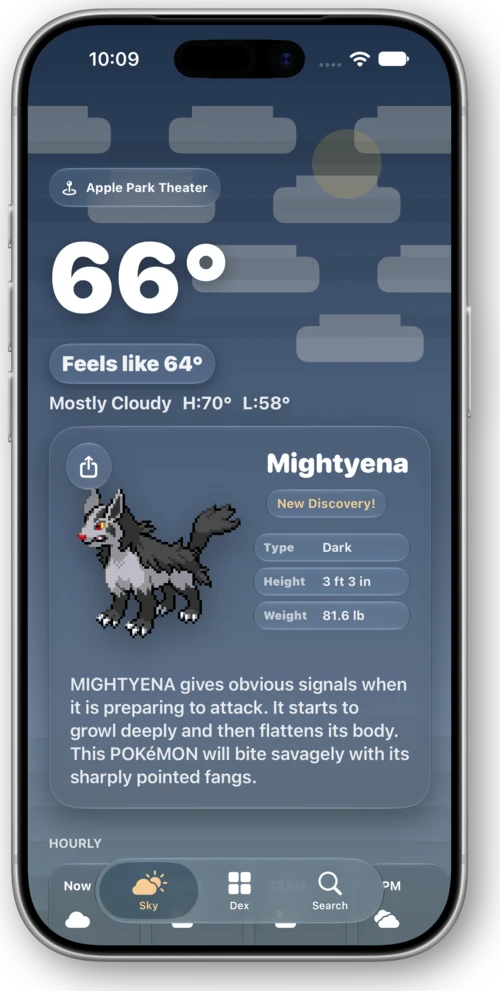 10:09
Apple Park Theater
66°
Feels like 64°
Mostly Cloudy H:70° L:58°
Mightyena
New Discovery!
Type Dark
Height 3 ft 3 in
Weight 81.6 lb
MIGHTYENA gives obvious signals when
it is preparing to attack. It starts to
growl deeply and then flattens its body.
This POKéMON will bite savagely with its
sharply pointed fangs.
HOURLY
Now
PM
Sky
Dex
Search